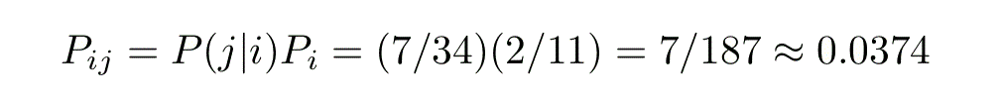 P_{ij} = P(j|i)P_i = (7/34)(2/11) = 7/187 ≈ 0.0374